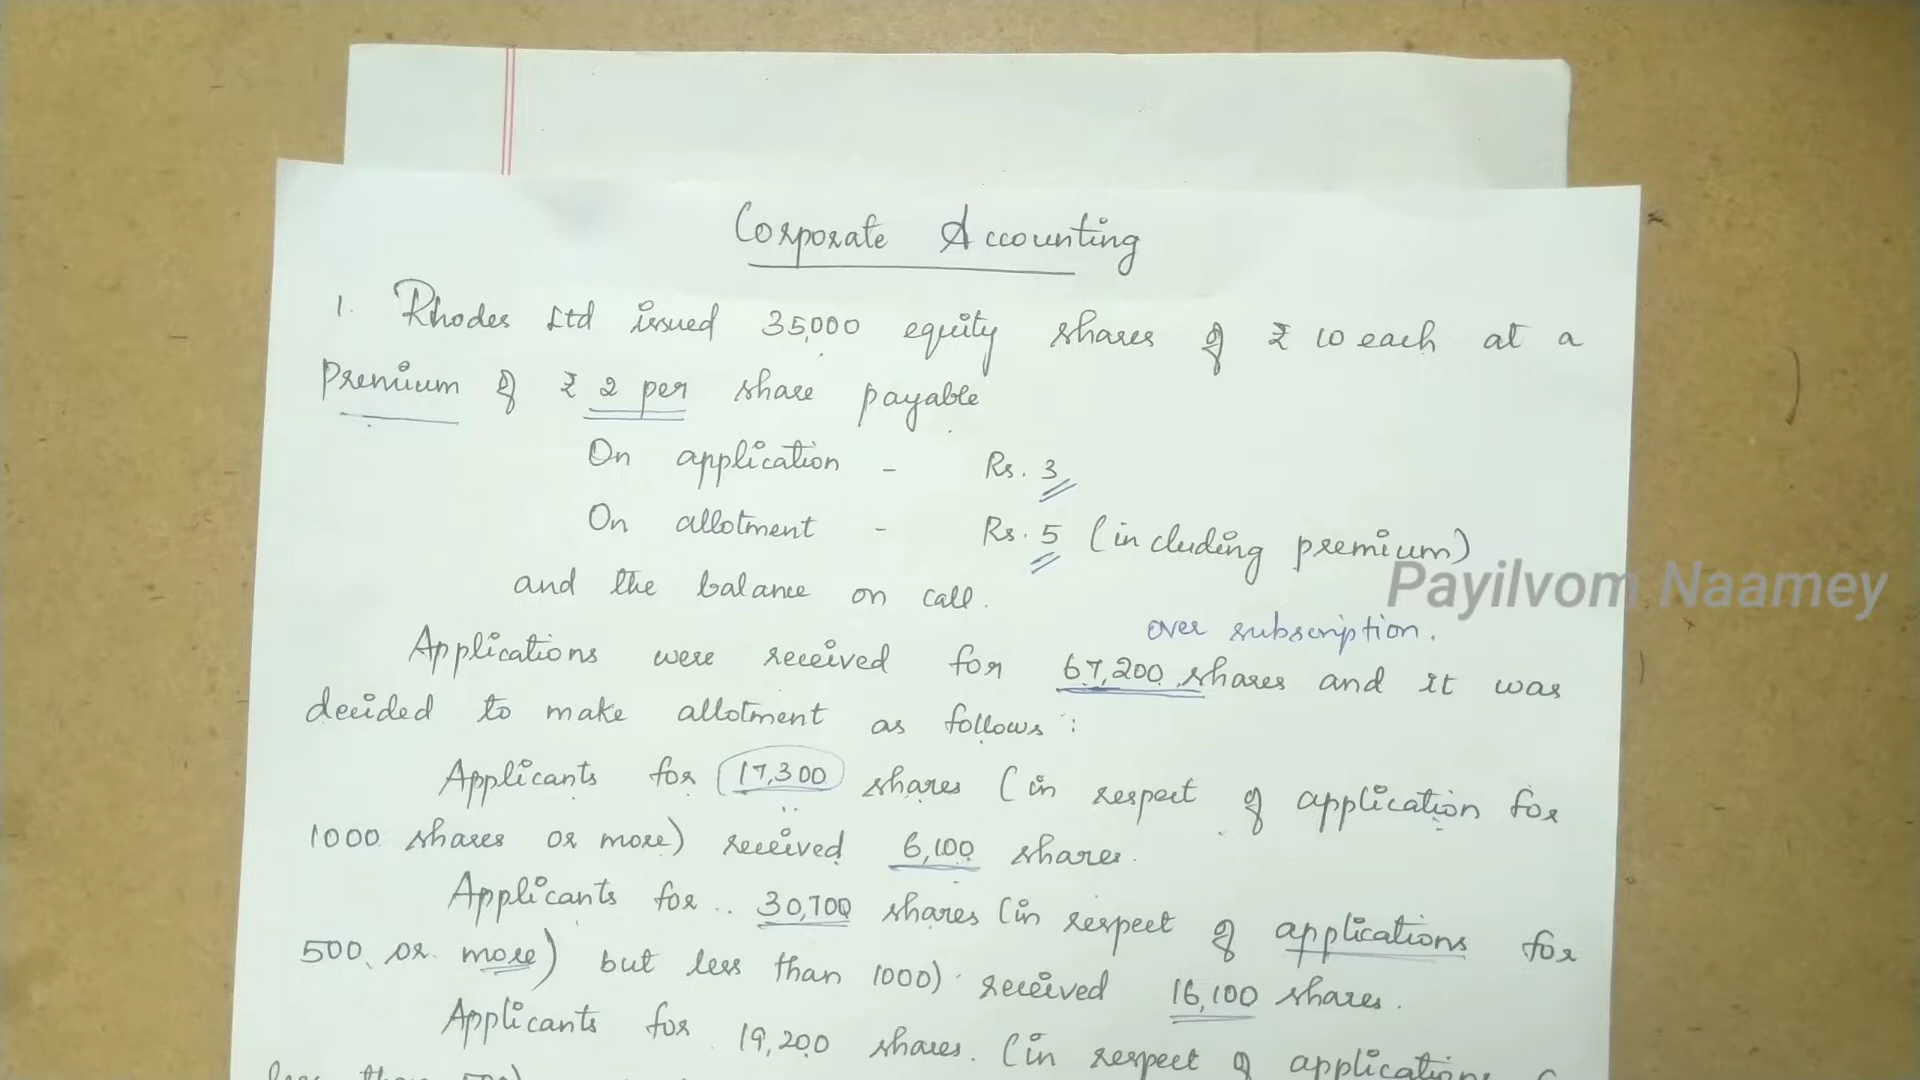 Corporate Accounting
1. Rhodes Ltd issued 35,000 equity shares of ₹ 10 each at a
Premium of ₹ 2 per share payable
On application - Rs. 3
On allotment - Rs. 5 (including premium)
Payilvom Naamey
and the balance on call.
over subscription.
Applications were received for 67,200 shares and it was
decided to make allotment as follows :
Applicants for 17,300 shares (in respect of application for
1000 shares or more) received 6,100 shares.
Applicants for 30,700 shares (in respect of applications for
500 or more) but less than 1000) received 16,100 shares.
Applicants for 19,200 shares. (in respect of applications
less than 500)